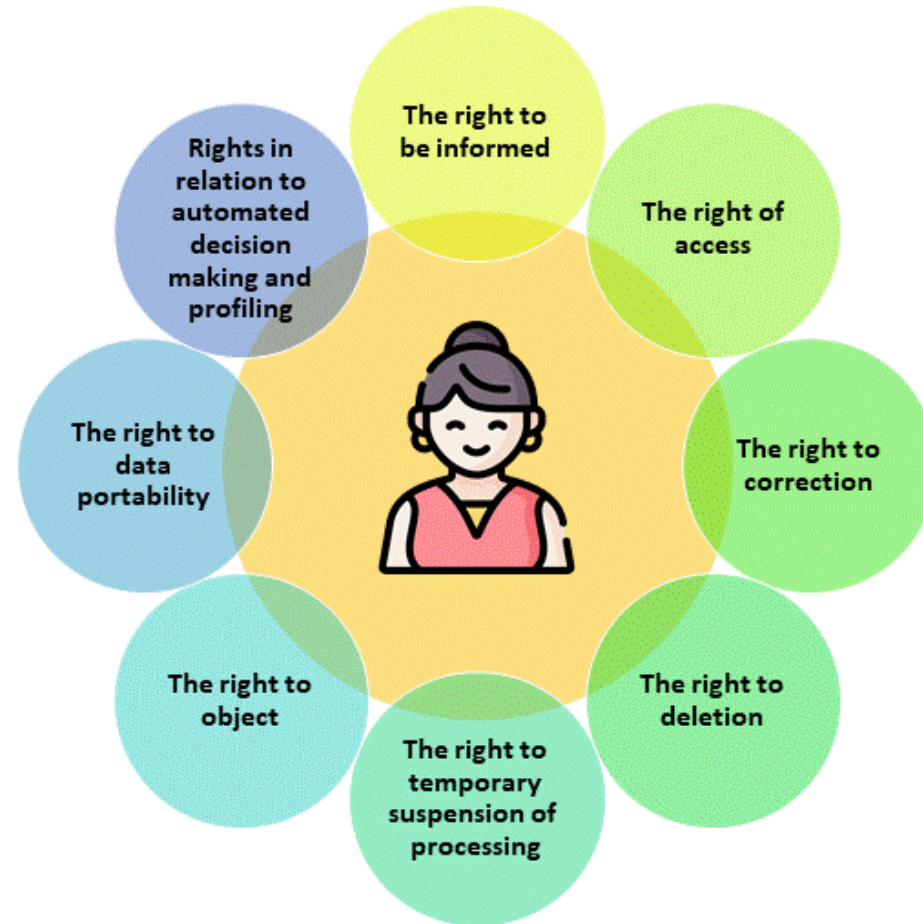 The right to
be informed
The right of
access
The right to
correction
The right to
deletion
The right to
temporary
suspension of
processing
The right to
object
The right to
data
portability
Rights in
relation to
automated
decision
making and
profiling